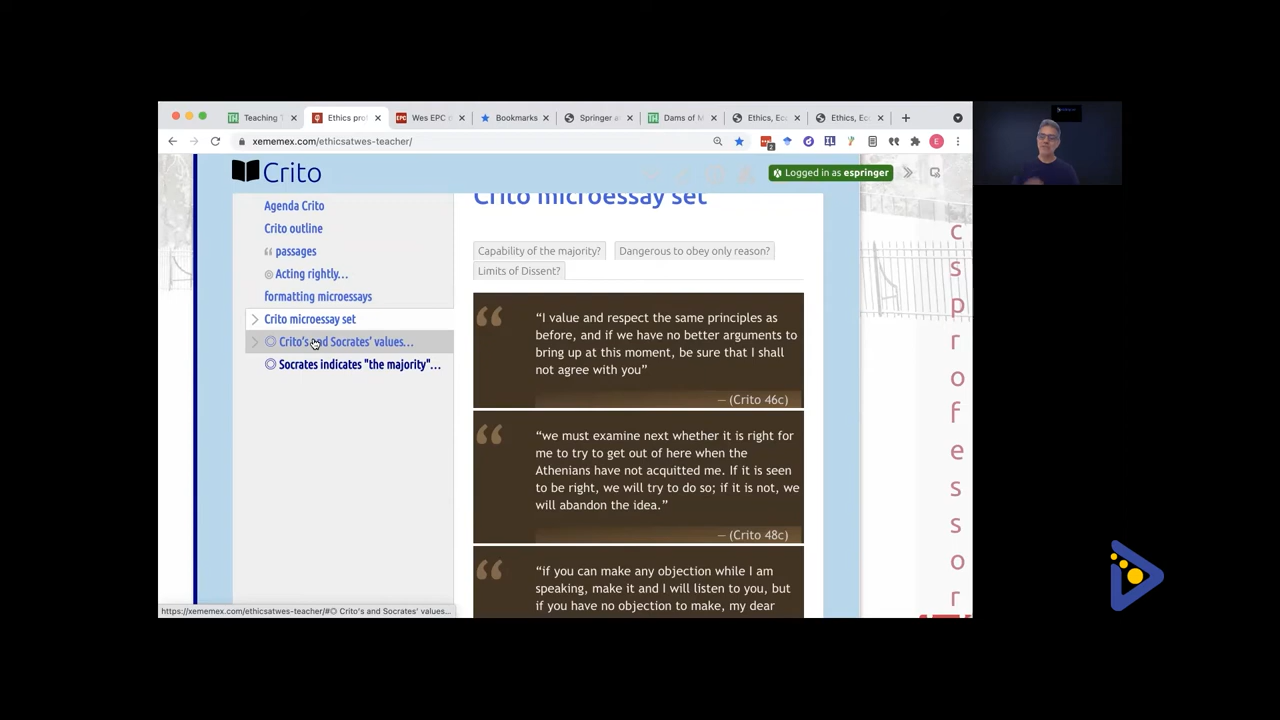 Teaching
Ethics pro
Wes EPC
Bookmarks
Springer a
Dams of M
Ethics, Ec
Ethics, Ec
xememex.com/ethicsatwes-teacher/
2
E
Crito
Logged in as espringer
Agenda Crito
Crito outline
passages
Acting rightly…
formatting microessays
Crito microessay set
Crito's and Socrates' values…
Socrates indicates "the majority"…
Crito microessay set
Capability of the majority?
Dangerous to obey only reason?
Limits of Dissent?
“I value and respect the same principles as
before, and if we have no better arguments to
bring up at this moment, be sure that I shall
not agree with you”
— (Crito 46c)
“we must examine next whether it is right for
me to try to get out of here when the
Athenians have not acquitted me. If it is seen
to be right, we will try to do so; if it is not, we
will abandon the idea.”
— (Crito 48c)
“if you can make any objection while I am
speaking, make it and I will listen to you, but
if you have no objection to make, my dear
https://xememex.com/ethicsatwes-teacher/#◎ Crito's and Socrates' values...
c
s
p
r
o
f
e
s
s
o
r